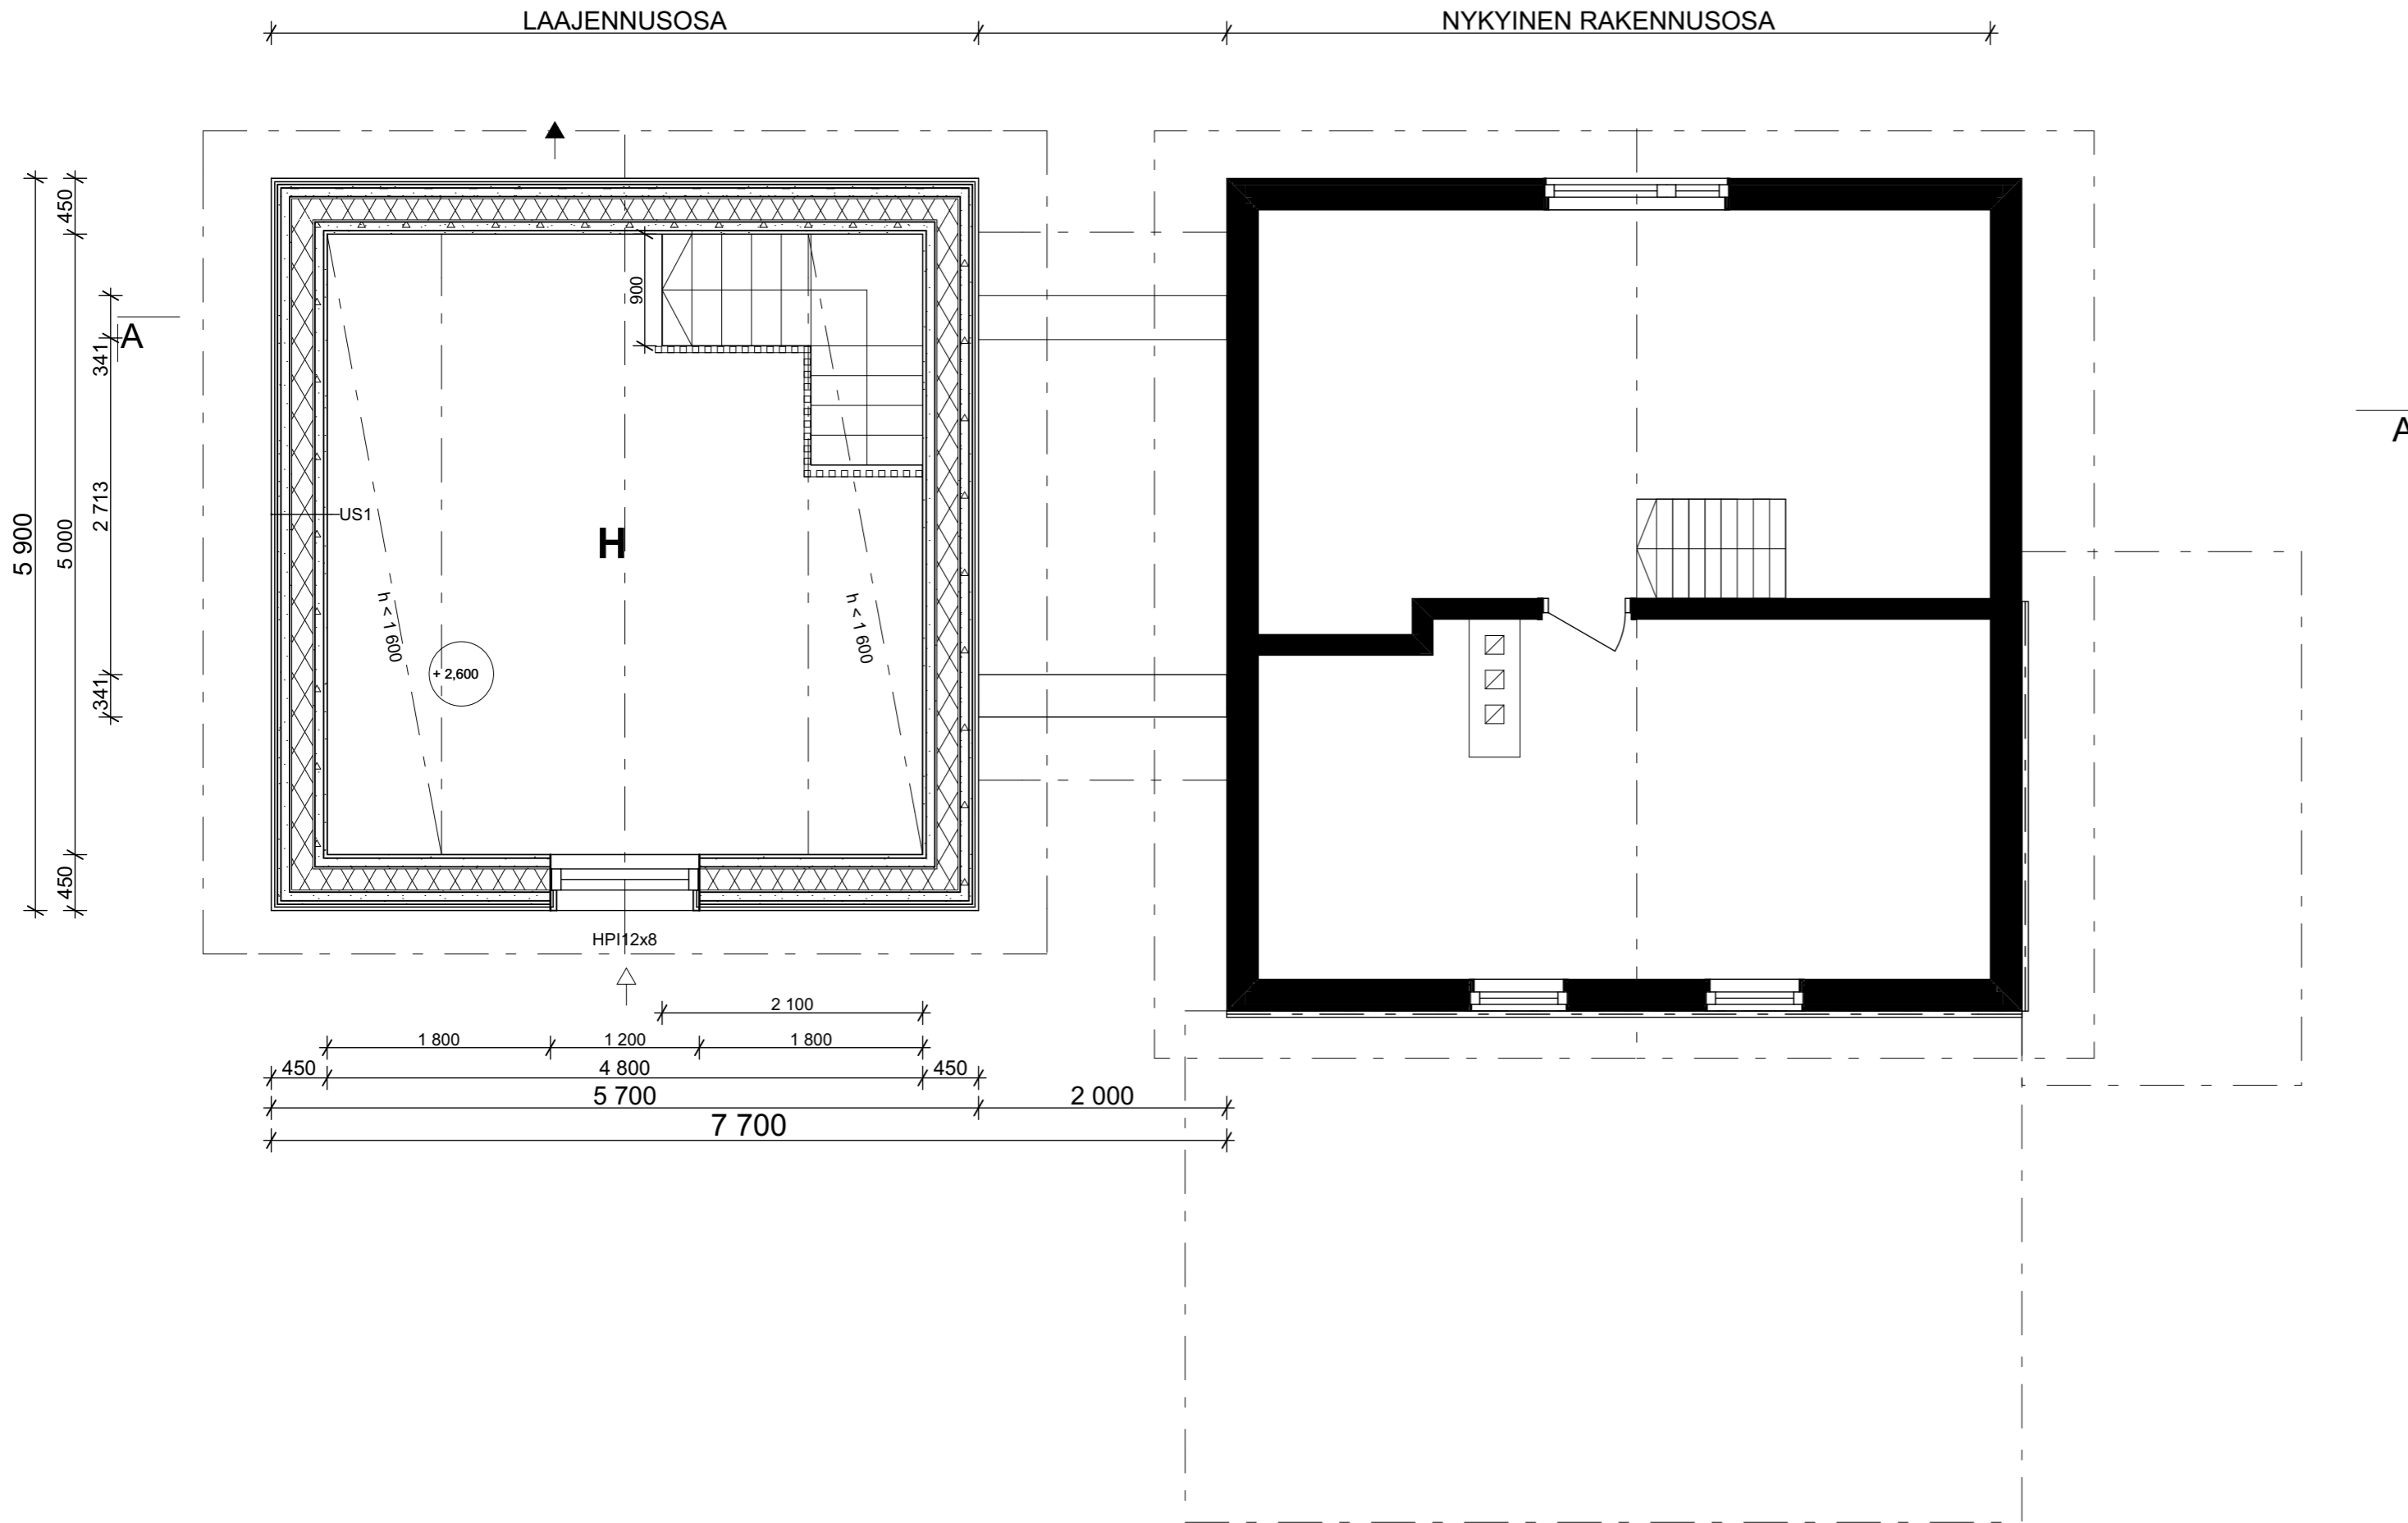 LAAJENNUSOSA
NYKYINEN RAKENNUSOSA
450
900
A
341
A
2 713
5 000
5 900
US1
H
h < 1 600
h < 1 600
+ 2,600
341
450
HPI12x8
2 100
1 800
1 200
1 800
450
4 800
450
5 700
2 000
7 700